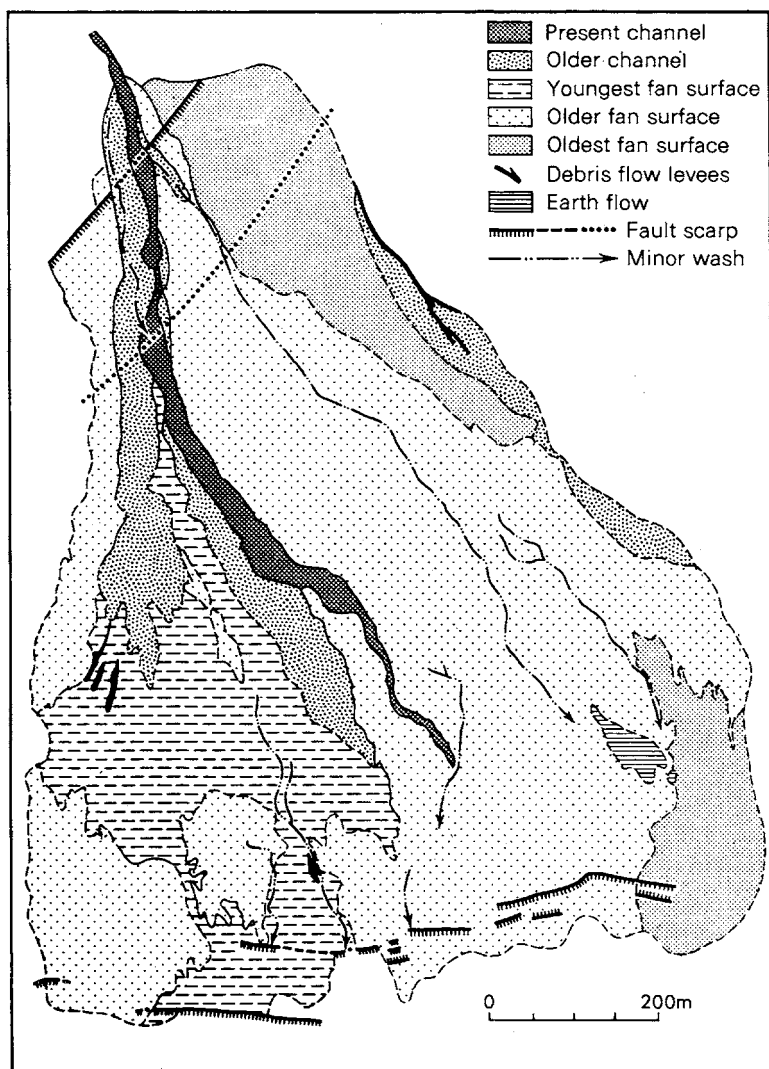 Present channel
Older channel
Youngest fan surface
Older fan surface
Oldest fan surface
Debris flow levees
Earth flow
Fault scarp
Minor wash
0 200m